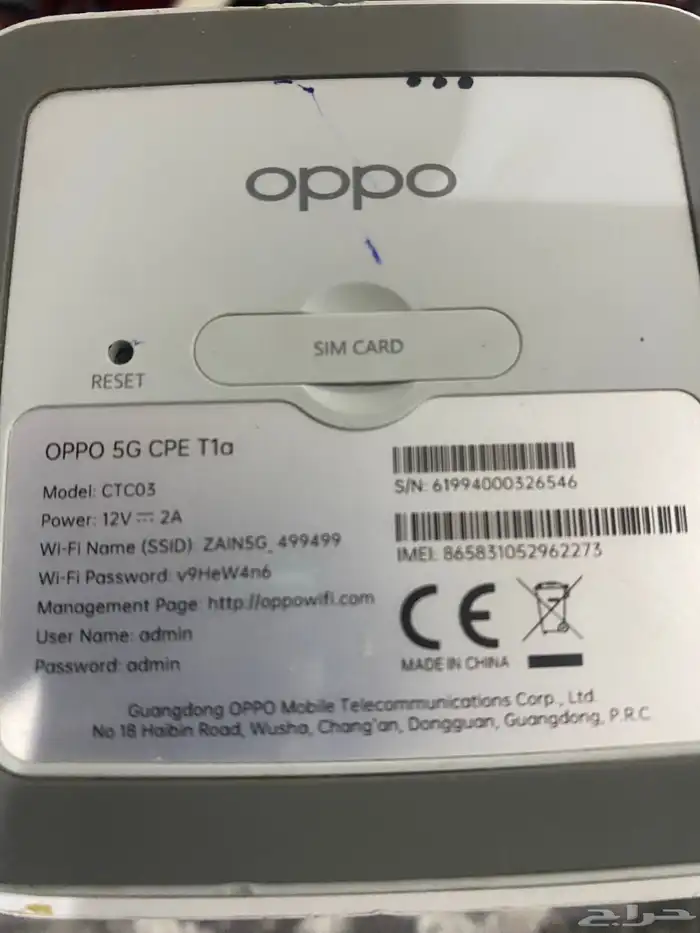 oppo
SIM CARD
RESET
OPPO 5G CPE T1a
Model: CTC03
Power: 12V ⎓ 2A
Wi-Fi Name (SSID): ZAIN5G_499499
Wi-Fi Password: v9HeW4n6
Management Page: http://oppowifi.com
User Name: admin
Password: admin
S/N: 61994000326546
IMEI: 865831052962273
CE
MADE IN CHINA
Guangdong OPPO Mobile Telecommunications Corp., Ltd.
No 18 Haibin Road, Wusha, Chang'an, Dongguan, Guangdong, P.R.C
حراج